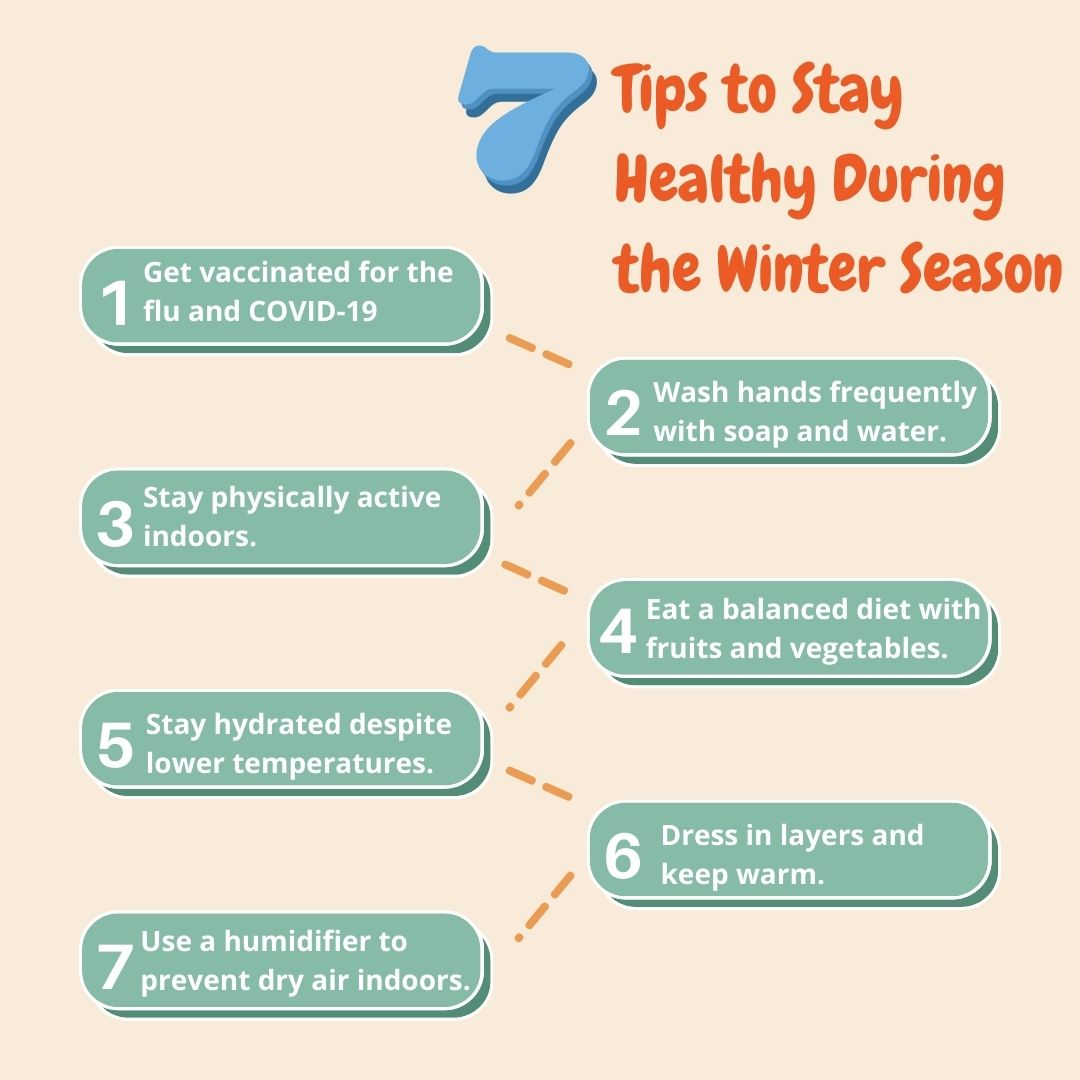 7 Tips to Stay
Healthy During
the Winter Season
1 Get vaccinated for the
flu and COVID-19
2 Wash hands frequently
with soap and water.
3 Stay physically active
indoors.
4 Eat a balanced diet with
fruits and vegetables.
5 Stay hydrated despite
lower temperatures.
6 Dress in layers and
keep warm.
7 Use a humidifier to
prevent dry air indoors.